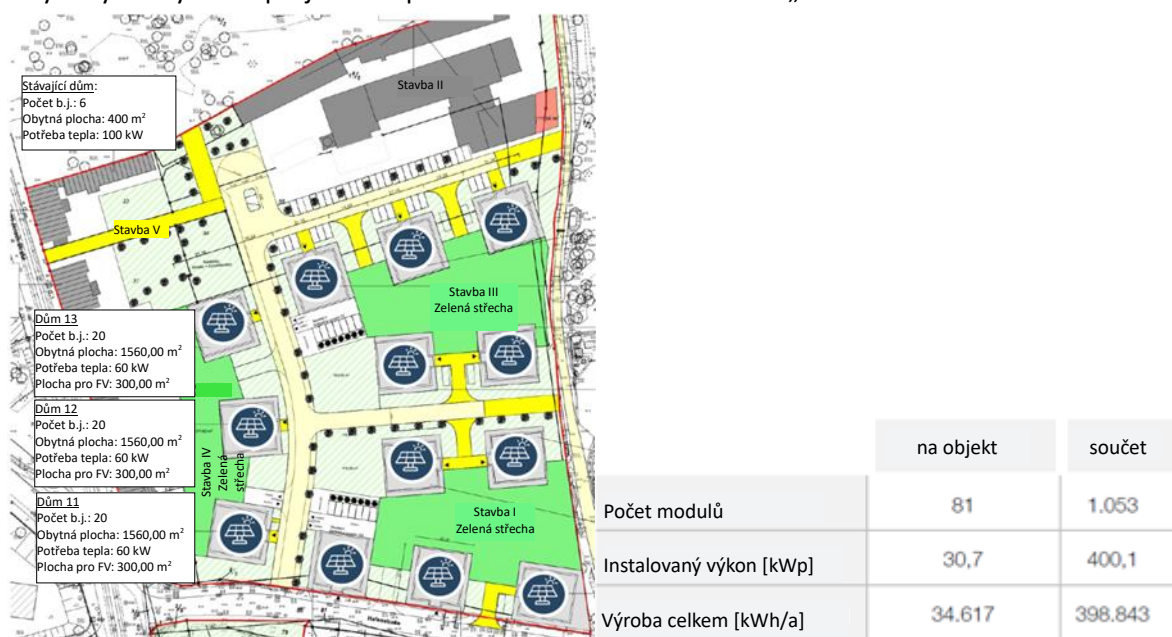 Stavba II
Stávající dům:
Počet b.j.: 6
Obytná plocha: 400 m²
Potřeba tepla: 100 kW
Stavba V
Stavba III
Zelená střecha
Dům 13
Počet b.j.: 20
Obytná plocha: 1560,00 m²
Potřeba tepla: 60 kW
Plocha pro FV: 300,00 m²
Dům 12
Počet b.j.: 20
Obytná plocha: 1560,00 m²
Potřeba tepla: 60 kW
Plocha pro FV: 300,00 m²
Stavba IV
Zelená
střecha
Dům 11
Počet b.j.: 20
Obytná plocha: 1560,00 m²
Potřeba tepla: 60 kW
Plocha pro FV: 300,00 m²
Stavba I
Zelená střecha
na objekt součet
Počet modulů 81 1.053
Instalovaný výkon [kWp] 30,7 400,1
Výroba celkem [kWh/a] 34.617 398.843